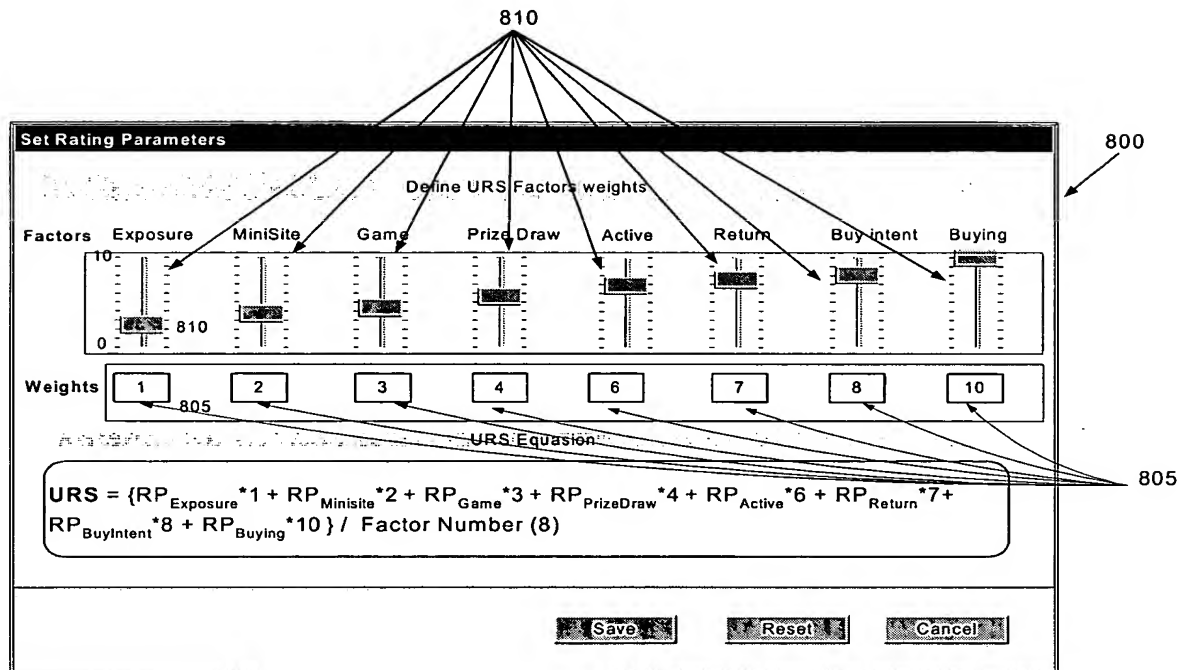 810
Set Rating Parameters
800
Define URS Factors weights
Factors Exposure MiniSite Game Prize Draw Active Return Buy intent Buying
10
810
0
Weights 1 2 3 4 6 7 8 10
805
URS Equasion
805
URS = {RPExposure*1 + RPMinisite*2 + RPGame*3 + RPPrizeDraw*4 + RPActive*6 + RPReturn*7+
RPBuyIntent*8 + RPBuying*10 } / Factor Number (8)
Save Reset Cancel